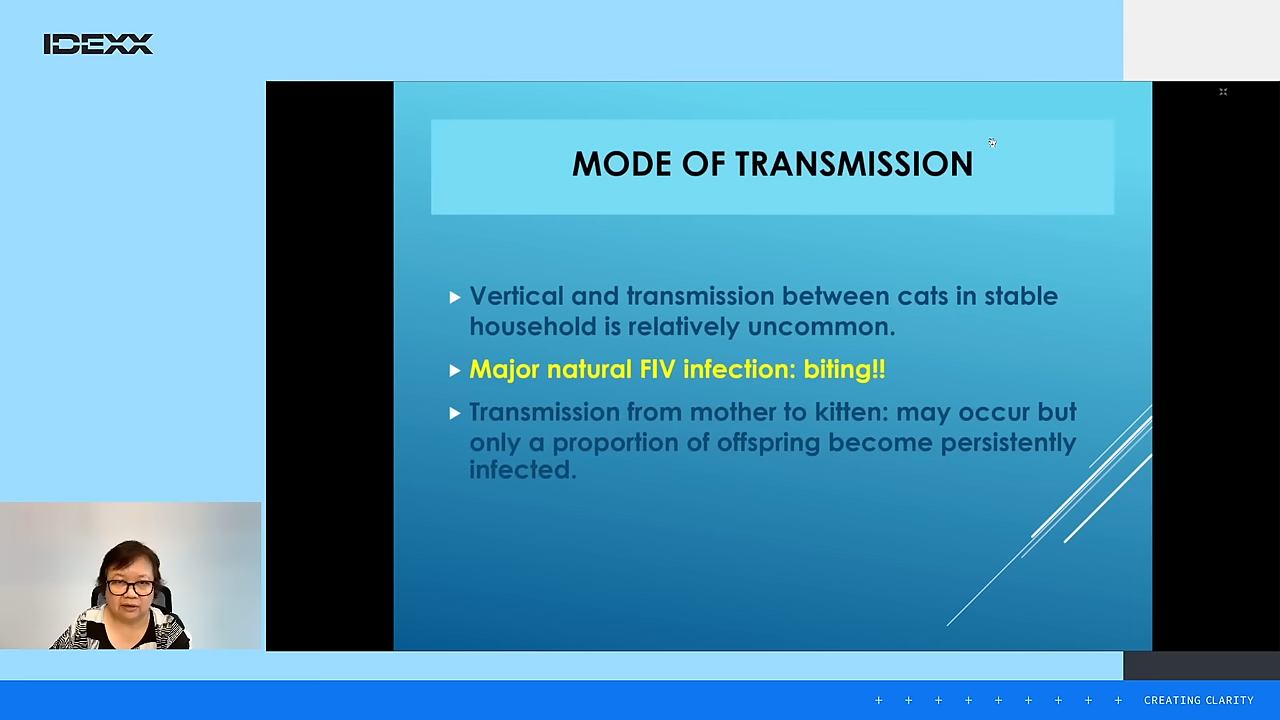 IDEXX
MODE OF TRANSMISSION
Vertical and transmission between cats in stable
household is relatively uncommon.
Major natural FIV infection: biting!!
Transmission from mother to kitten: may occur but
only a proportion of offspring become persistently
infected.
CREATING CLARITY